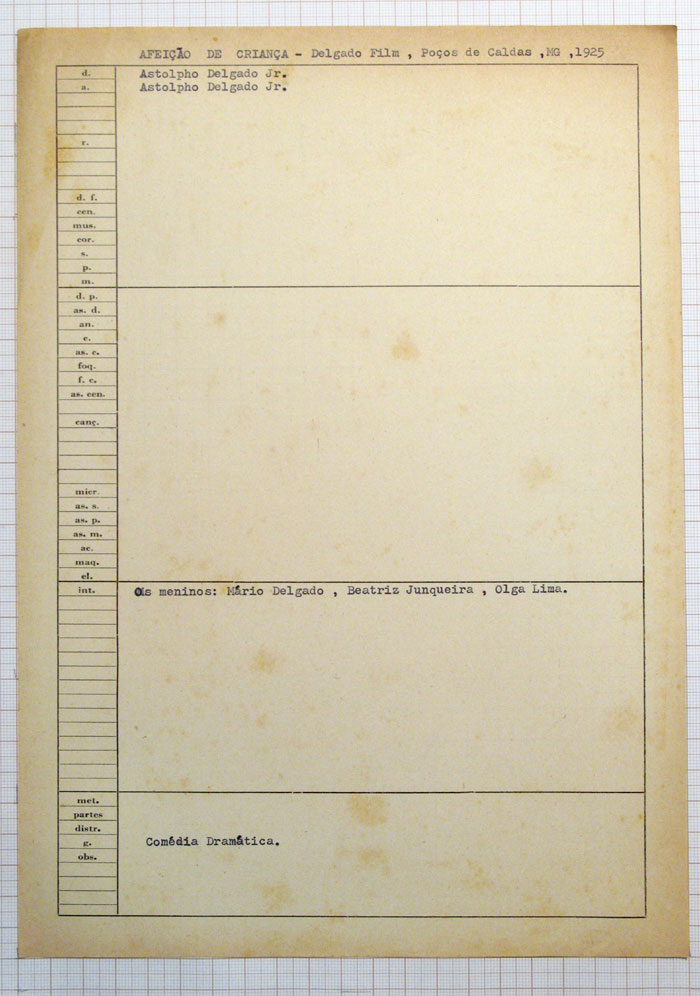 AFEIÇÃO DE CRIANÇA - Delgado Film , Poços de Caldas ,MG ,1925
d. Astolpho Delgado Jr.
a. Astolpho Delgado Jr.
r.
d. f.
cen.
mus.
cor.
s.
p.
m.
d. p.
as. d.
an.
c.
as. c.
foq.
f. c.
as. cen.
canç.
micr.
as. s.
as. p.
as. m.
ac.
maq.
el.
int. Os meninos: Mário Delgado , Beatriz Junqueira , Olga Lima.
met.
partes
distr.
g. Comédia Dramática.
obs.